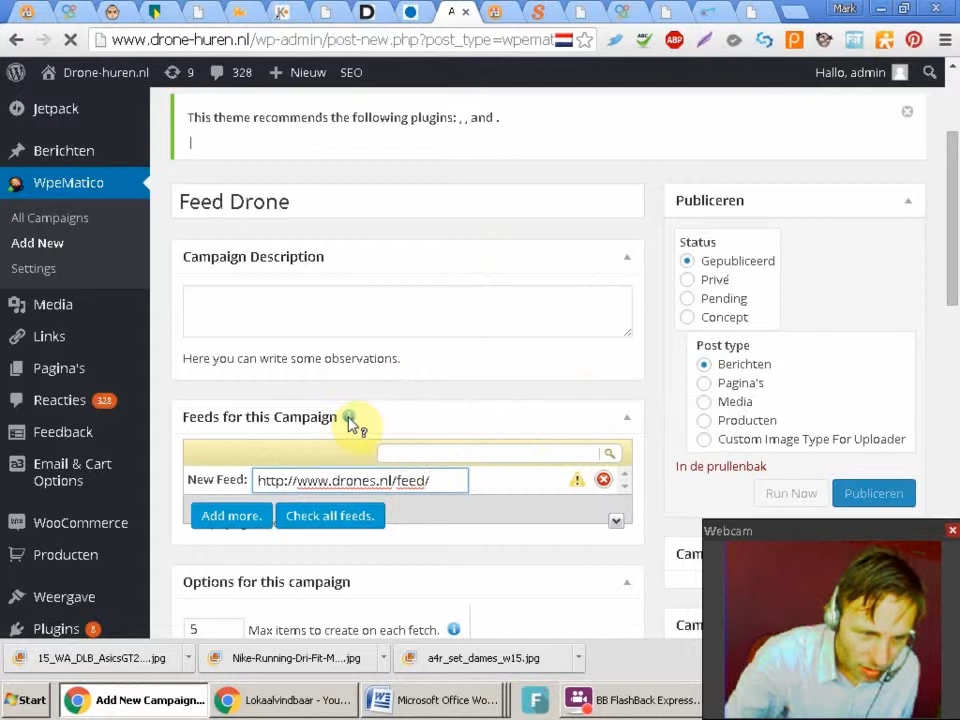 A
Mark
www.drone-huren.nl/wp-admin/post-new.php?post_type=wpemat
ABP
Drone-huren.nl
9
328
Nieuw
SEO
Hallo, admin
Jetpack
Berichten
WpeMatico
All Campaigns
Add New
Settings
Media
Links
Pagina's
Reacties 328
Feedback
Email & Cart
Options
WooCommerce
Producten
Weergave
Plugins 8
This theme recommends the following plugins: , , and .
|
Feed Drone
Campaign Description
Here you can write some observations.
Feeds for this Campaign
New Feed: http://www.drones.nl/feed/
Add more.
Check all feeds.
Options for this campaign
5 Max items to create on each fetch.
Publiceren
Status
Gepubliceerd
Privé
Pending
Concept
Post type
Berichten
Pagina's
Media
Producten
Custom Image Type For Uploader
In de prullenbak
Run Now
Publiceren
Webcam
15_WA_DLB_AsicsGT2....jpg
Nike-Running-Dri-Fit-M....jpg
a4r_set_dames_w15.jpg
Start
Add New Campaign...
Lokaalvindbaar - You...
Microsoft Office Wo...
F
BB FlashBack Express...